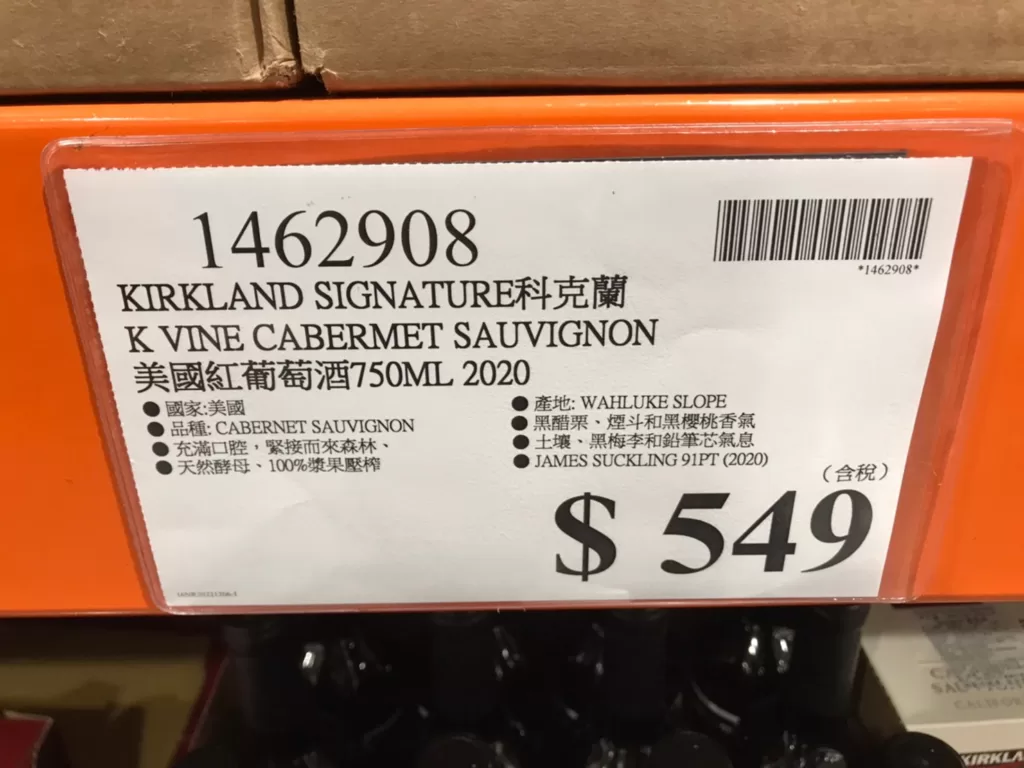 1462908
*1462908*
KIRKLAND SIGNATURE科克蘭
K VINE CABERMET SAUVIGNON
美國紅葡萄酒750ML 2020
● 國家:美國
● 品種: CABERNET SAUVIGNON
● 充滿口腔，緊接而來森林、
● 天然酵母、100%漿果壓榨
● 產地: WAHLUKE SLOPE
● 黑醋栗、煙斗和黑櫻桃香氣
● 土壤、黑梅李和鉛筆芯氣息
● JAMES SUCKLING 91PT (2020)
（含稅）
$ 549